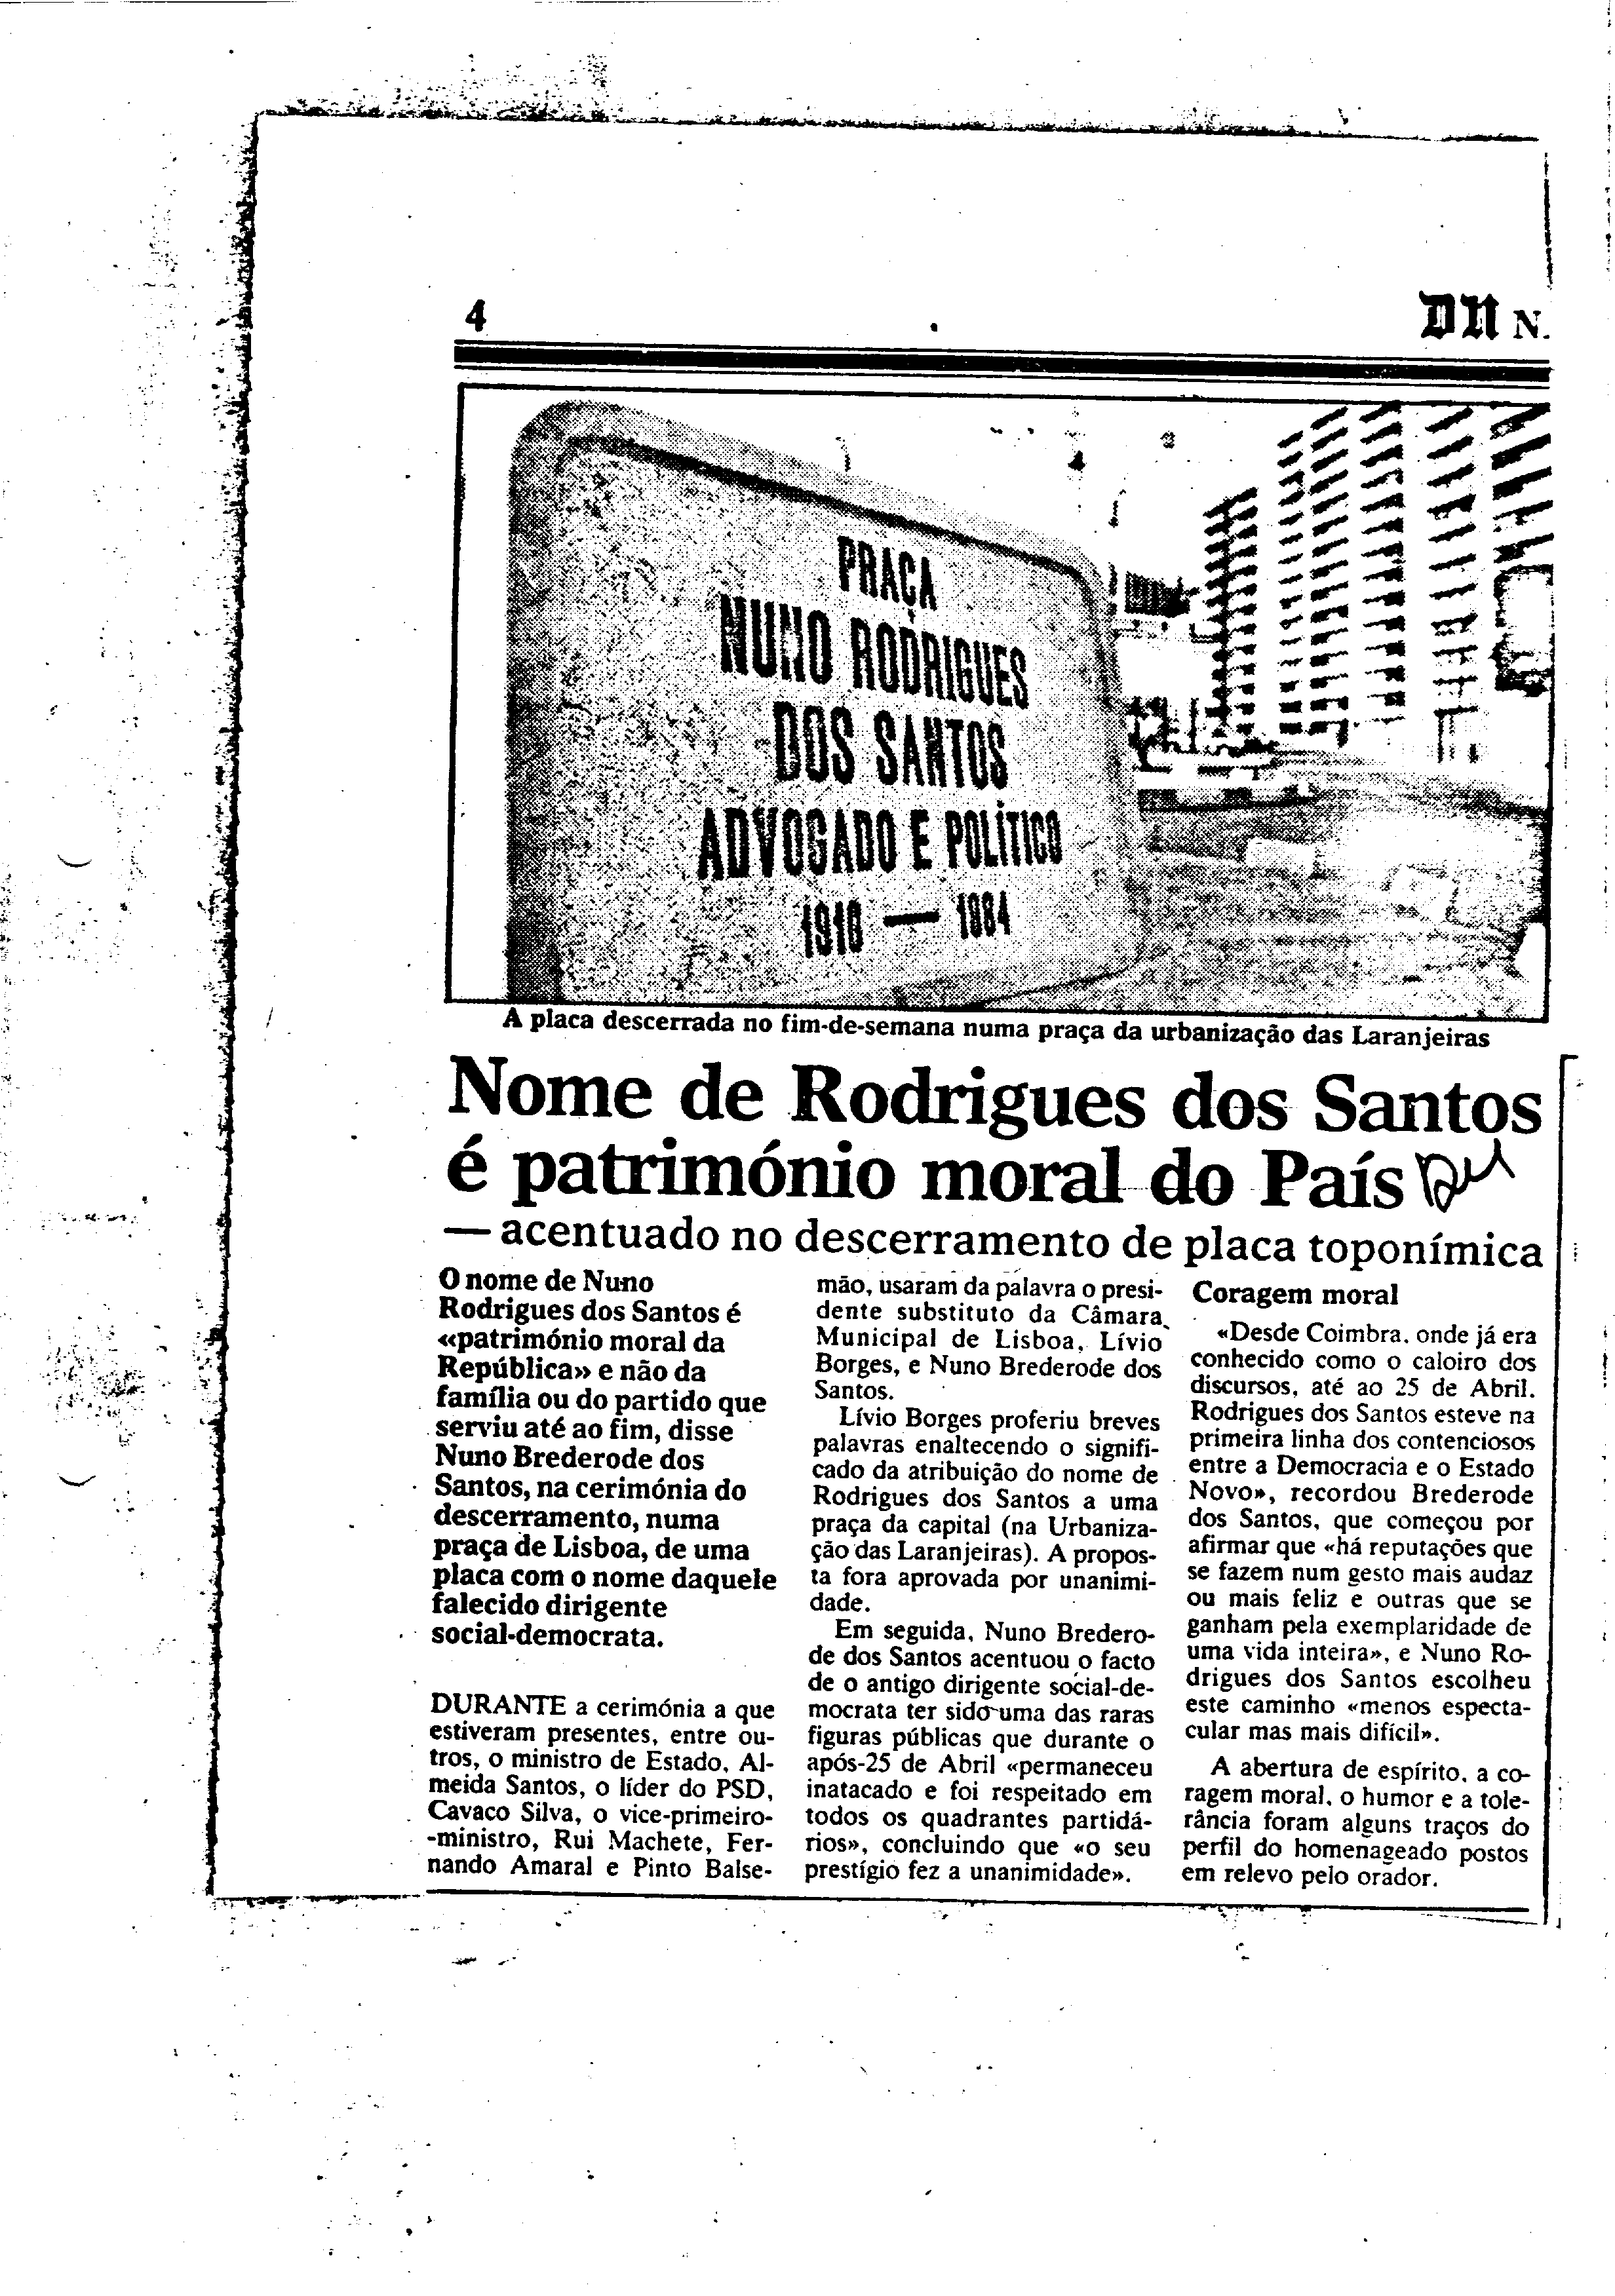 4
DN N.
PRAÇA
NUNO RODRIGUES
DOS SANTOS
ADVOGADO E POLÍTICO
1910 — 1984
A placa descerrada no fim-de-semana numa praça da urbanização das Laranjeiras
Nome de Rodrigues dos Santos
é património moral do País
— acentuado no descerramento de placa toponímica
O nome de Nuno
Rodrigues dos Santos é
«património moral da
República» e não da
família ou do partido que
serviu até ao fim, disse
Nuno Brederode dos
Santos, na cerimónia do
descerramento, numa
praça de Lisboa, de uma
placa com o nome daquele
falecido dirigente
social-democrata.
DURANTE a cerimónia a que
estiveram presentes, entre ou-
tros, o ministro de Estado, Al-
meida Santos, o líder do PSD,
Cavaco Silva, o vice-primeiro-
-ministro, Rui Machete, Fer-
nando Amaral e Pinto Balse-
mão, usaram da palavra o presi-
dente substituto da Câmara
Municipal de Lisboa, Lívio
Borges, e Nuno Brederode dos
Santos.
Lívio Borges proferiu breves
palavras enaltecendo o signifi-
cado da atribuição do nome de
Rodrigues dos Santos a uma
praça da capital (na Urbaniza-
ção das Laranjeiras). A propos-
ta fora aprovada por unanimi-
dade.
Em seguida, Nuno Bredero-
de dos Santos acentuou o facto
de o antigo dirigente social-de-
mocrata ter sido uma das raras
figuras públicas que durante o
após-25 de Abril «permaneceu
inatacado e foi respeitado em
todos os quadrantes partidá-
rios», concluindo que «o seu
prestígio fez a unanimidade».
Coragem moral
«Desde Coimbra, onde já era
conhecido como o caloiro dos
discursos, até ao 25 de Abril.
Rodrigues dos Santos esteve na
primeira linha dos contenciosos
entre a Democracia e o Estado
Novo», recordou Brederode
dos Santos, que começou por
afirmar que «há reputações que
se fazem num gesto mais audaz
ou mais feliz e outras que se
ganham pela exemplaridade de
uma vida inteira», e Nuno Ro-
drigues dos Santos escolheu
este caminho «menos especta-
cular mas mais difícil».
A abertura de espírito, a co-
ragem moral, o humor e a tole-
rância foram alguns traços do
perfil do homenageado postos
em relevo pelo orador.